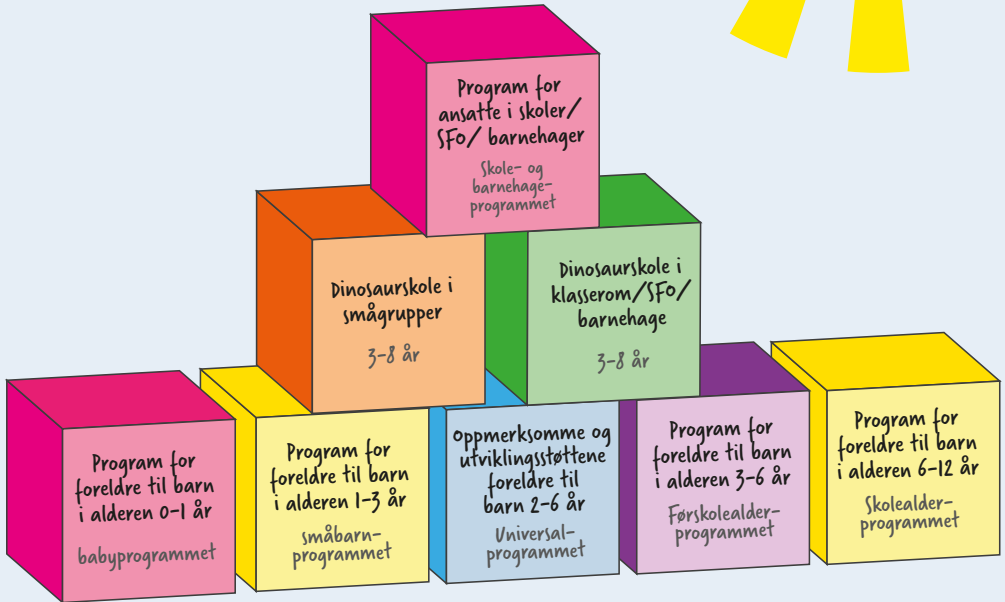 Program for
ansatte i skoler/
SFO/ barnehager
Skole- og
barnehage-
programmet
Dinosaurskole i
smågrupper
3-8 år
Dinosaurskole i
klasserom/SFO/
barnehage
3-8 år
Program for
foreldre til barn
i alderen 0-1 år
babyprogrammet
Program for
foreldre til barn
i alderen 1-3 år
småbarn-
programmet
Oppmerksomme og
utviklingsstøttene
foreldre til
barn 2-6 år
Universal-
programmet
Program for
foreldre til barn
i alderen 3-6 år
Førskolealder-
programmet
Program for
foreldre til barn
i alderen 6-12 år
Skolealder-
programmet